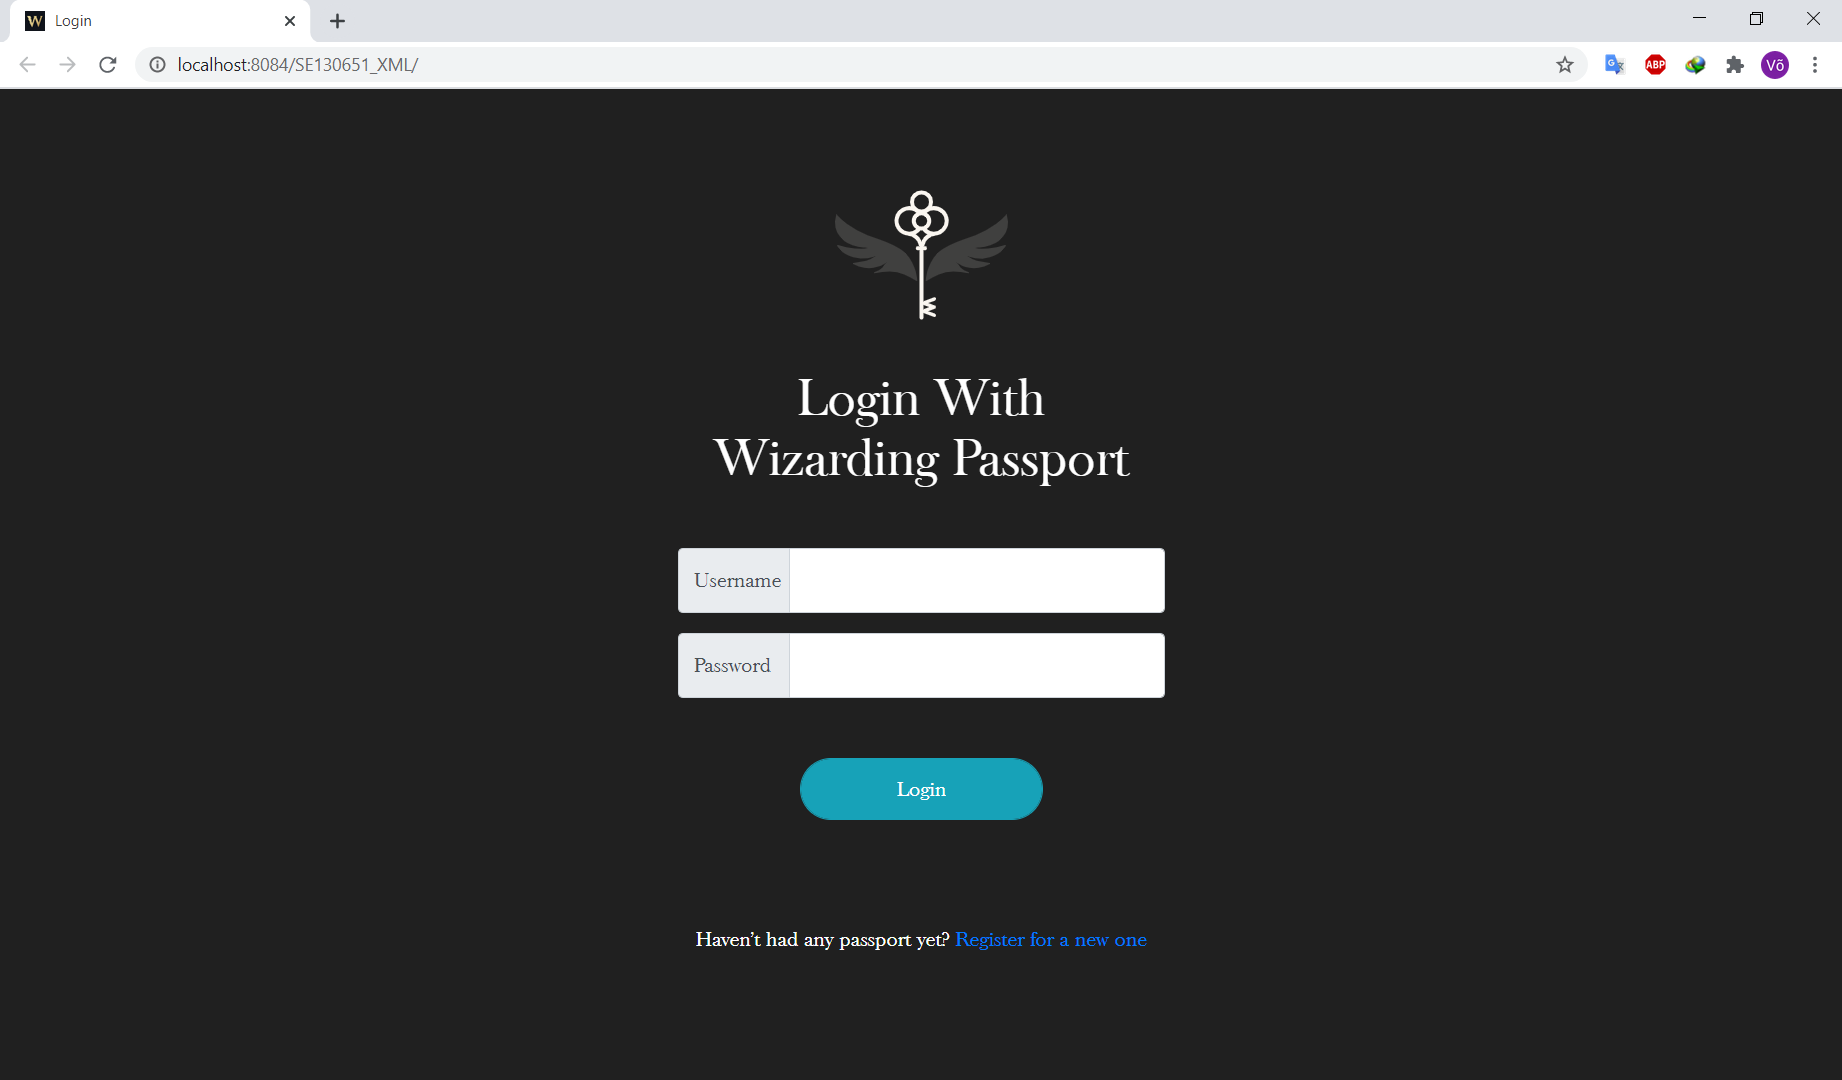 W Login
localhost:8084/SE130651_XML/
ABP
Võ
Login With
Wizarding Passport
Username
Password
Login
Haven't had any passport yet? Register for a new one